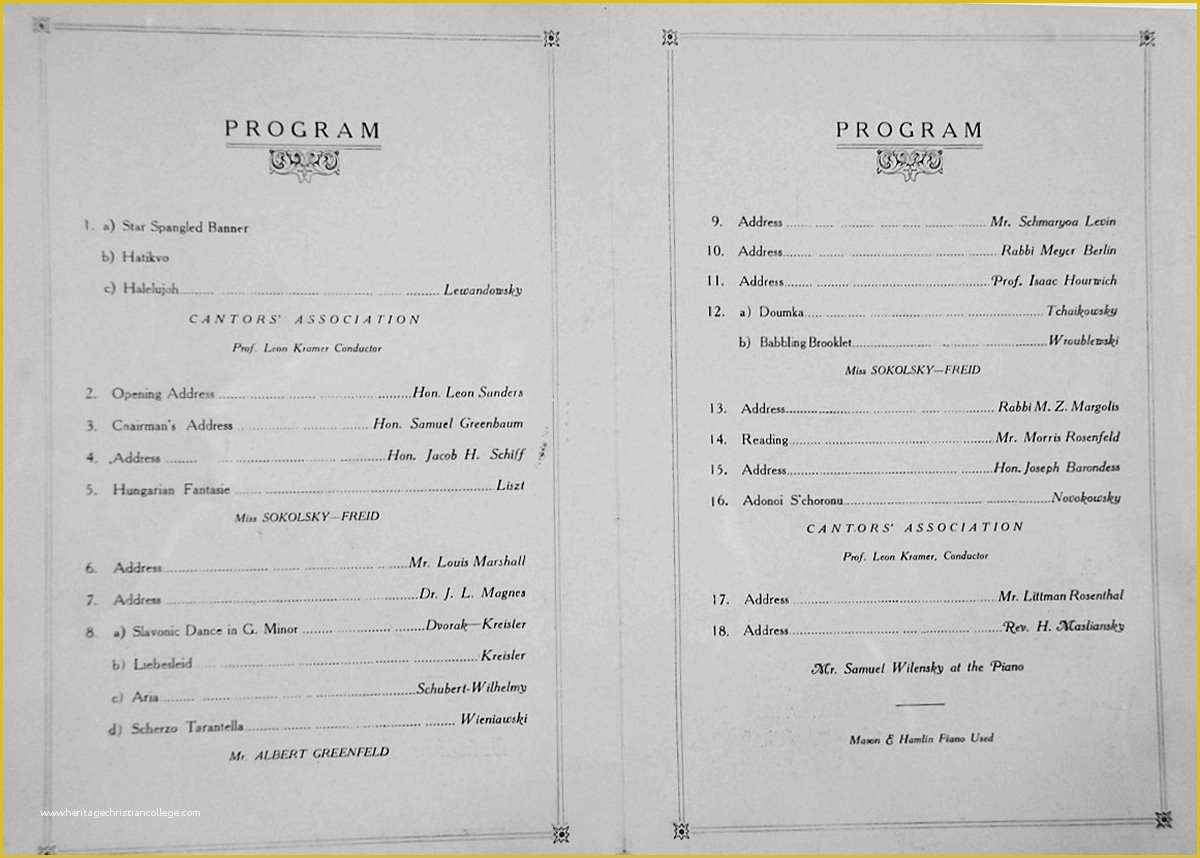 PROGRAM
1. a) Star Spangled Banner
b) Hatikvo
c) Halelujoh Lewandowsky
CANTORS' ASSOCIATION
Prof. Leon Kramer Conductor
2. Opening Address Hon. Leon Sanders
3. Chairman's Address Hon. Samuel Greenbaum
4. Address Hon. Jacob H. Schiff
5. Hungarian Fantasie Liszt
Miss SOKOLSKY—FREID
6. Address Mr. Louis Marshall
7. Address Dr. J. L. Magnes
8. a) Slavonic Dance in G. Minor Dvorak—Kreisler
b) Liebesleid Kreisler
c) Aria Schubert-Wilhelmy
d) Scherzo Tarantella Wieniawski
Mr. ALBERT GREENFELD
www.heritagechristiancollege.com
PROGRAM
9. Address Mr. Schmaryoa Levin
10. Address Rabbi Meyer Berlin
11. Address Prof. Isaac Hourwich
12. a) Doumka Tchaikowsky
b) Babbling Brooklet Wroublewski
Miss SOKOLSKY—FREID
13. Address Rabbi M. Z. Margolis
14. Reading Mr. Morris Rosenfeld
15. Address Hon. Joseph Barondess
16. Adonoi S'choronu Novokowsky
CANTORS' ASSOCIATION
Prof. Leon Kramer, Conductor
17. Address Mr. Littman Rosenthal
18. Address Rev. H. Masliansky
Mr. Samuel Wilensky at the Piano
Mason & Hamlin Piano Used